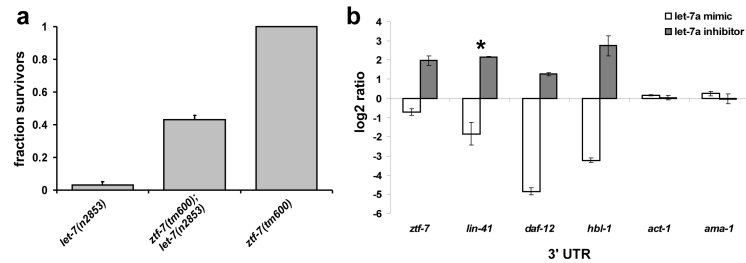 a
fraction survivors
1
0.8
0.6
0.4
0.2
0
let-7(n2853)
ztf-7(tm600);
let-7(n2853)
ztf-7(tm600)
b
let-7a mimic
let-7a inhibitor
log2 ratio
4
3
2
1
0
-1
-2
-3
-4
-5
-6
*
ztf-7
lin-41
daf-12
hbl-1
act-1
ama-1
3' UTR